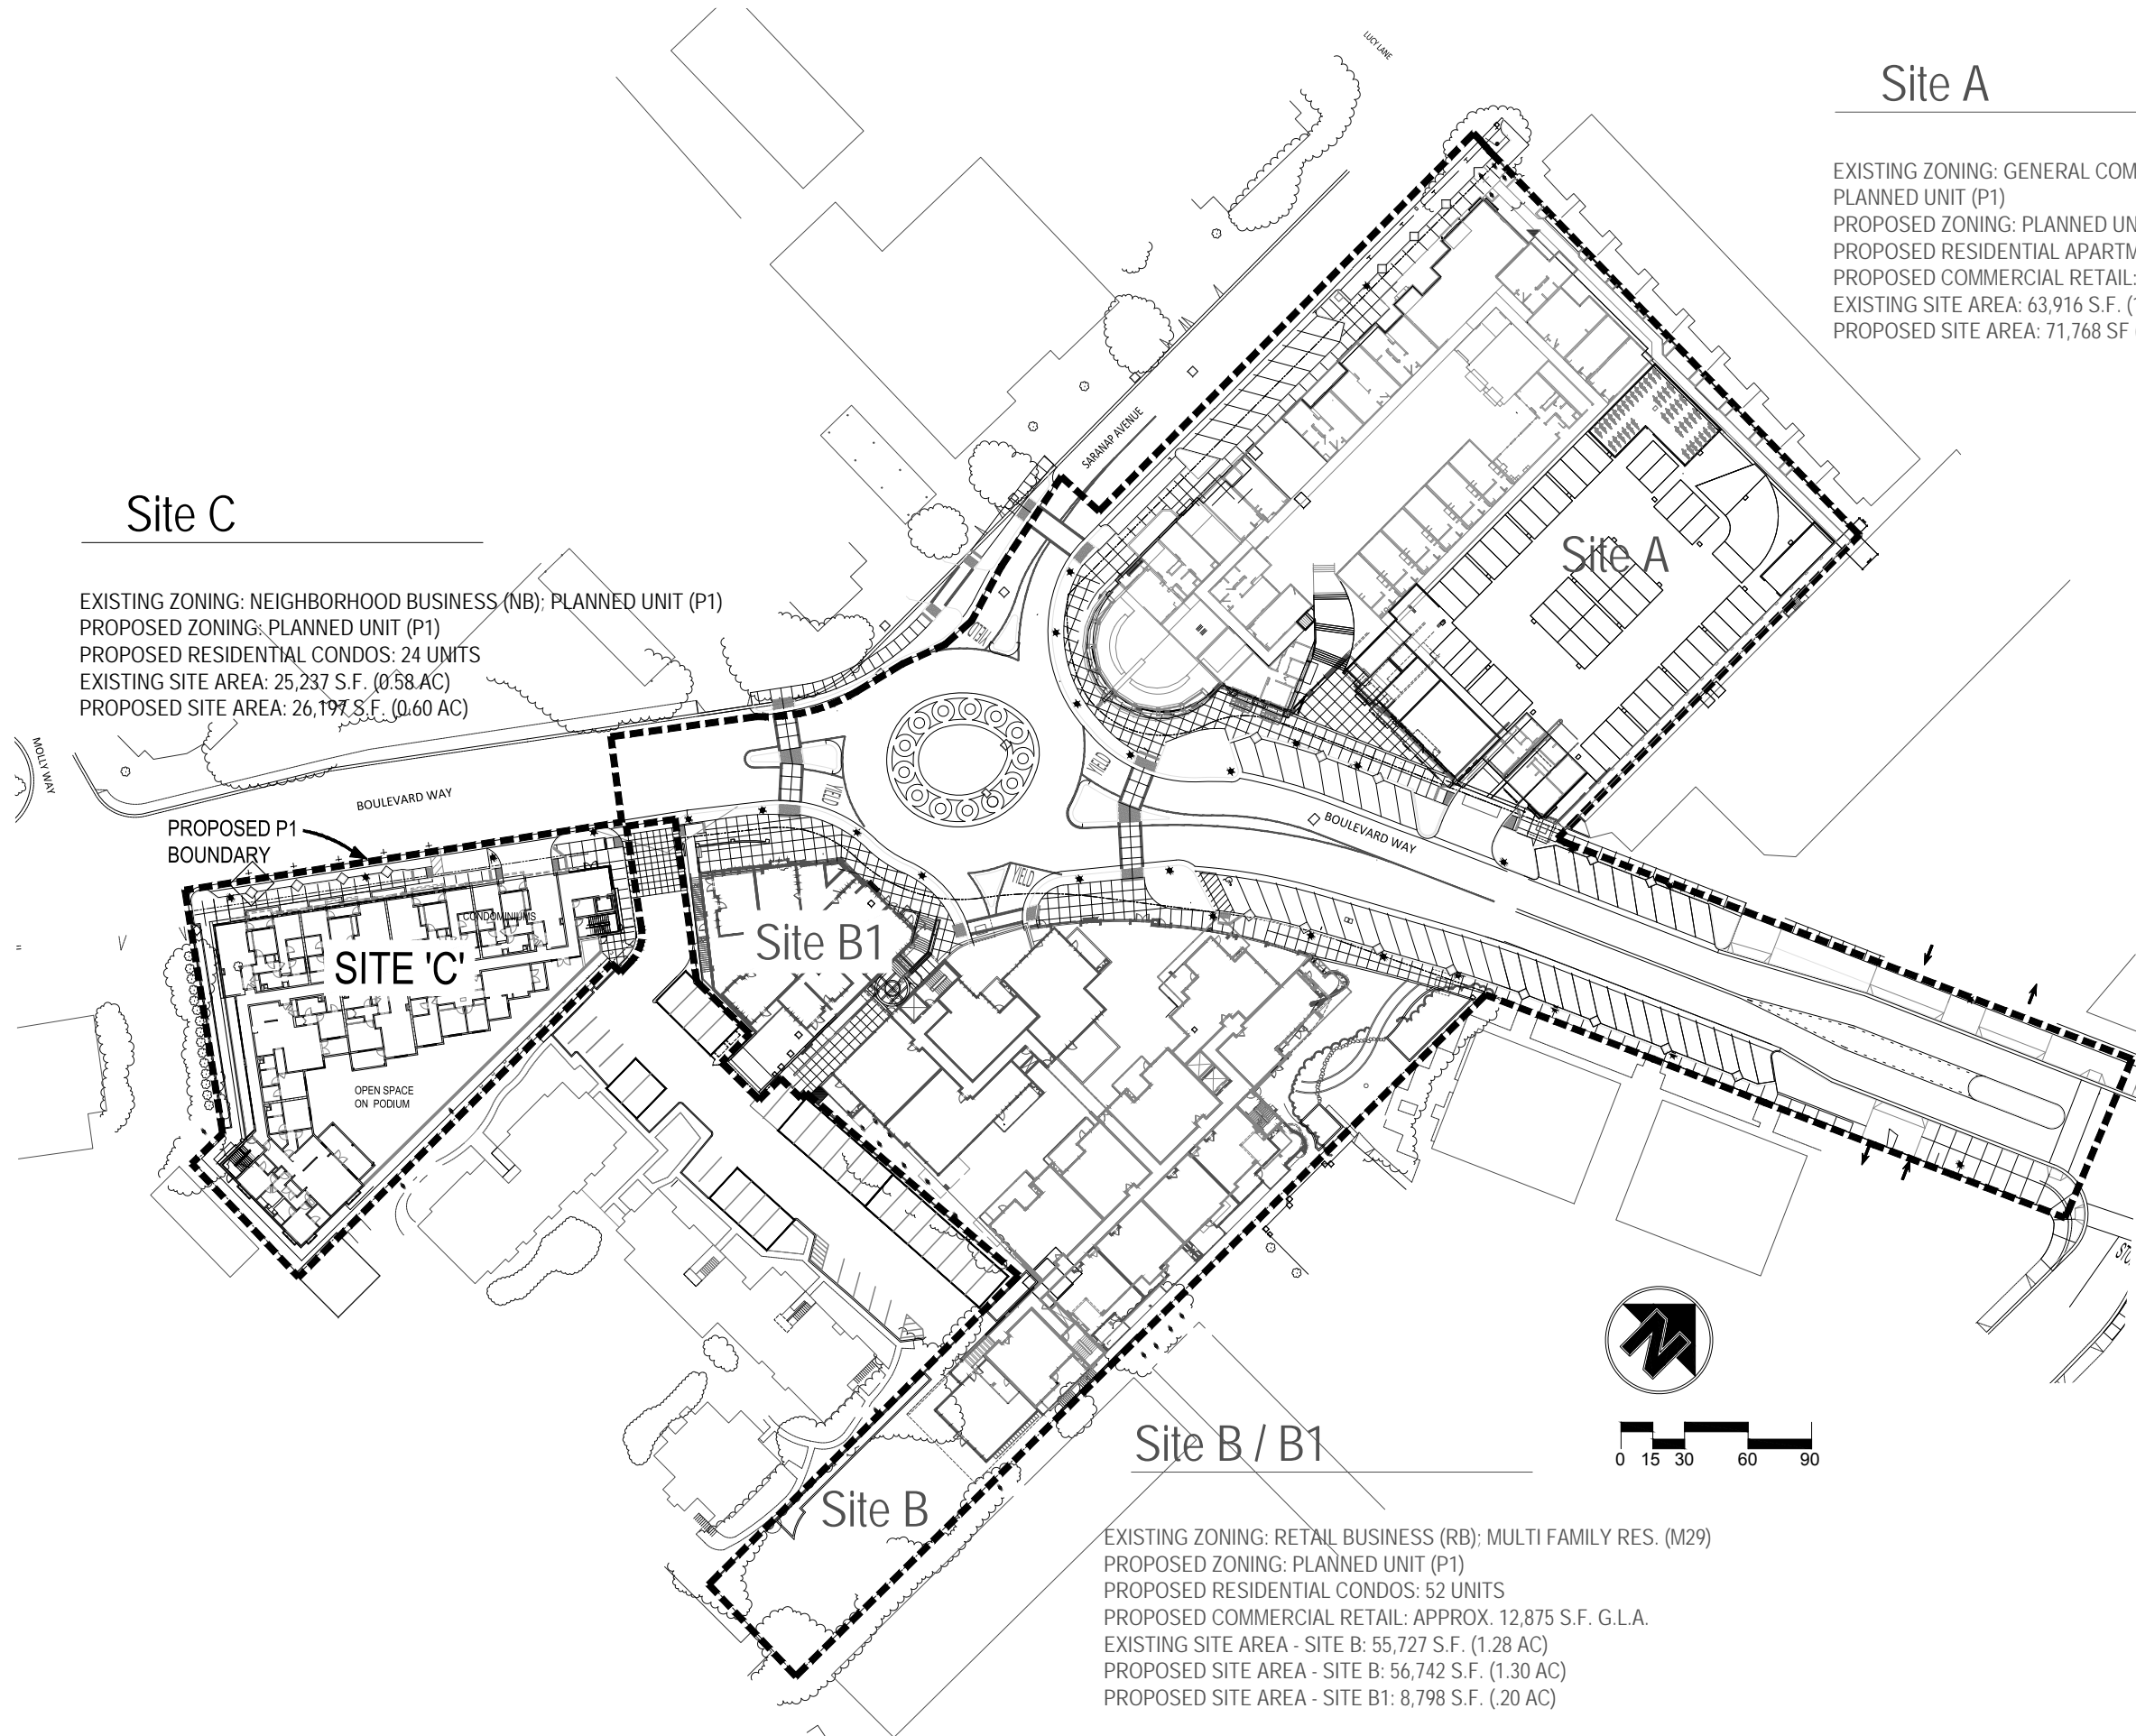 LUCY LANE
Site A
EXISTING ZONING: GENERAL COM
PLANNED UNIT (P1)
PROPOSED ZONING: PLANNED UN
PROPOSED RESIDENTIAL APARTM
PROPOSED COMMERCIAL RETAIL:
EXISTING SITE AREA: 63,916 S.F. (1
PROPOSED SITE AREA: 71,768 SF
SARANAP AVENUE
Site C
EXISTING ZONING: NEIGHBORHOOD BUSINESS (NB); PLANNED UNIT (P1)
PROPOSED ZONING: PLANNED UNIT (P1)
PROPOSED RESIDENTIAL CONDOS: 24 UNITS
EXISTING SITE AREA: 25,237 S.F. (0.58 AC)
PROPOSED SITE AREA: 26,197 S.F. (0.60 AC)
Site A
YIELD
YIELD
YIELD
YIELD
MOLLY WAY
BOULEVARD WAY
BOULEVARD WAY
PROPOSED P1
BOUNDARY
CONDOMINIUMS
SITE 'C'
Site B1
OPEN SPACE
ON PODIUM
N
0 15 30 60 90
Site B / B1
Site B
EXISTING ZONING: RETAIL BUSINESS (RB); MULTI FAMILY RES. (M29)
PROPOSED ZONING: PLANNED UNIT (P1)
PROPOSED RESIDENTIAL CONDOS: 52 UNITS
PROPOSED COMMERCIAL RETAIL: APPROX. 12,875 S.F. G.L.A.
EXISTING SITE AREA - SITE B: 55,727 S.F. (1.28 AC)
PROPOSED SITE AREA - SITE B: 56,742 S.F. (1.30 AC)
PROPOSED SITE AREA - SITE B1: 8,798 S.F. (.20 AC)